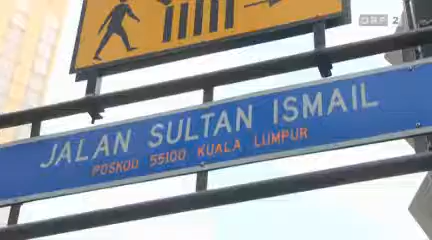 ORF 2
JALAN SULTAN ISMAIL
POSKOD 55100 KUALA LUMPUR